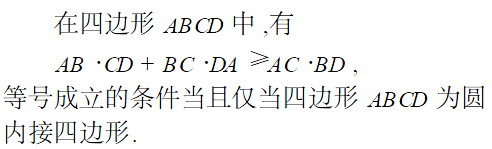 在四边形 ABCD 中 ,有
AB ·CD + BC ·DA ≥AC ·BD ,
等号成立的条件当且仅当四边形 ABCD 为圆
内接四边形.